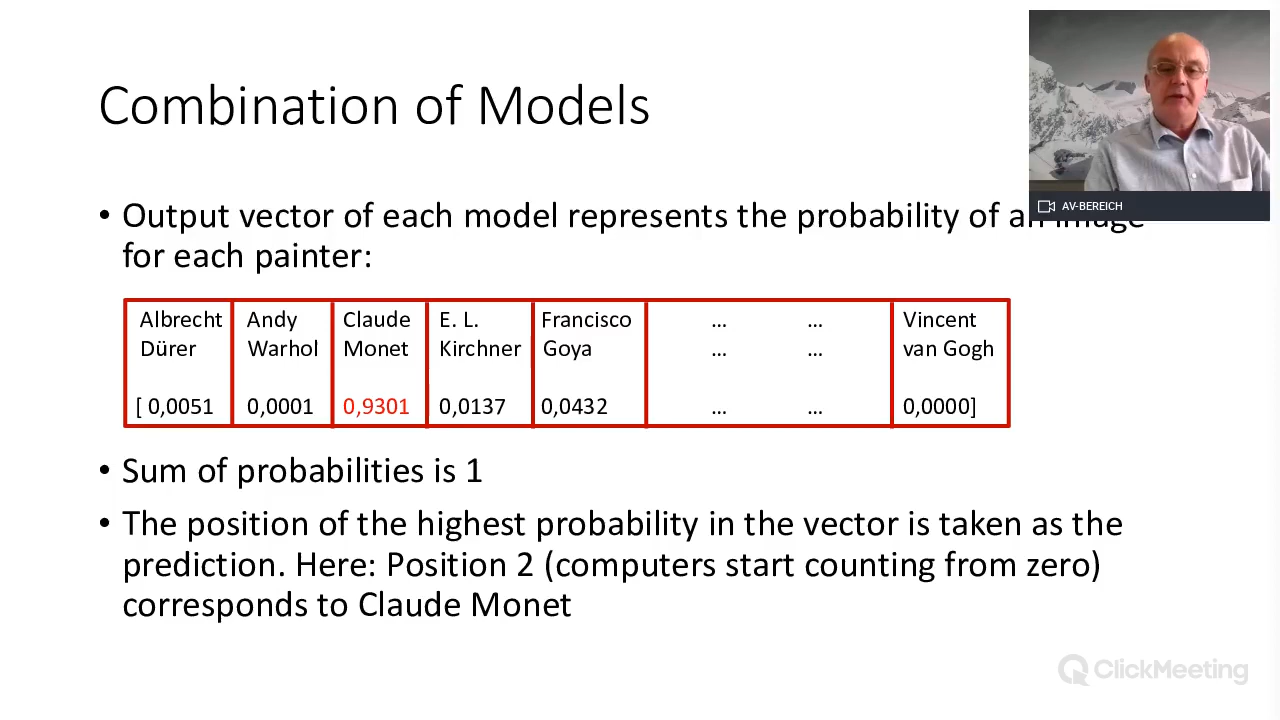 Combination of Models
AV-BEREICH
• Output vector of each model represents the probability of an image
for each painter:
Albrecht Andy Claude E. L. Francisco … … Vincent
Dürer Warhol Monet Kirchner Goya … … van Gogh
[ 0,0051 0,0001 0,9301 0,0137 0,0432 … … 0,0000]
• Sum of probabilities is 1
• The position of the highest probability in the vector is taken as the
prediction. Here: Position 2 (computers start counting from zero)
corresponds to Claude Monet
ClickMeeting